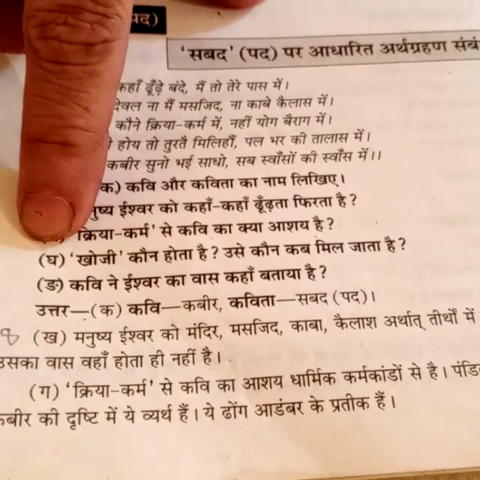 पद)
'सबद' (पद) पर आधारित अर्थग्रहण
कहाँ ढूँढ़े बंदे, मैं तो तेरे पास में।
देवल ना मैं मसजिद, ना काबे कैलास में।
कौने क्रिया-कर्म में, नहीं योग बैराग में।
होय तो तुरतै मिलिहौं, पल भर की तालास में।
कबीर सुनो भई साधो, सब स्वाँसों की स्वाँस में।।
क) कवि और कविता का नाम लिखिए।
ईश्वर को कहाँ-कहाँ ढूँढ़ता फिरता है?
'क्रिया-कर्म' से कवि का क्या आशय है?
(घ) 'खोजी' कौन होता है? उसे कौन कब मिल जाता है?
(ङ) कवि ने ईश्वर का वास कहाँ बताया है?
उत्तर—(क) कवि—कबीर, कविता—सबद (पद)।
(ख) मनुष्य ईश्वर को मंदिर, मसजिद, काबा, कैलाश अर्थात् तीर्थों में
उसका वास वहाँ होता ही नहीं है।
(ग) 'क्रिया-कर्म' से कवि का आशय धार्मिक कर्मकांडों से है।
कबीर की दृष्टि में ये व्यर्थ हैं। ये ढोंग आडंबर के प्रतीक हैं।